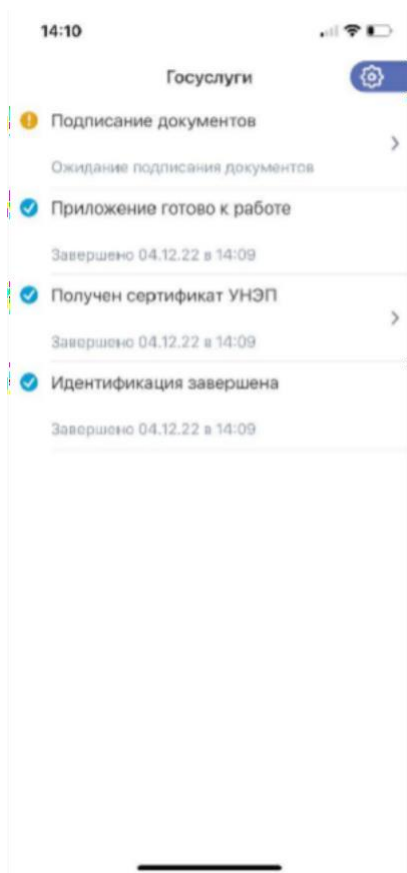 14:10
Госуслуги
Подписание документов
Ожидание подписания документов
Приложение готово к работе
Завершено 04.12.22 в 14:09
Получен сертификат УНЭП
Завершено 04.12.22 в 14:09
Идентификация завершена
Завершено 04.12.22 в 14:09